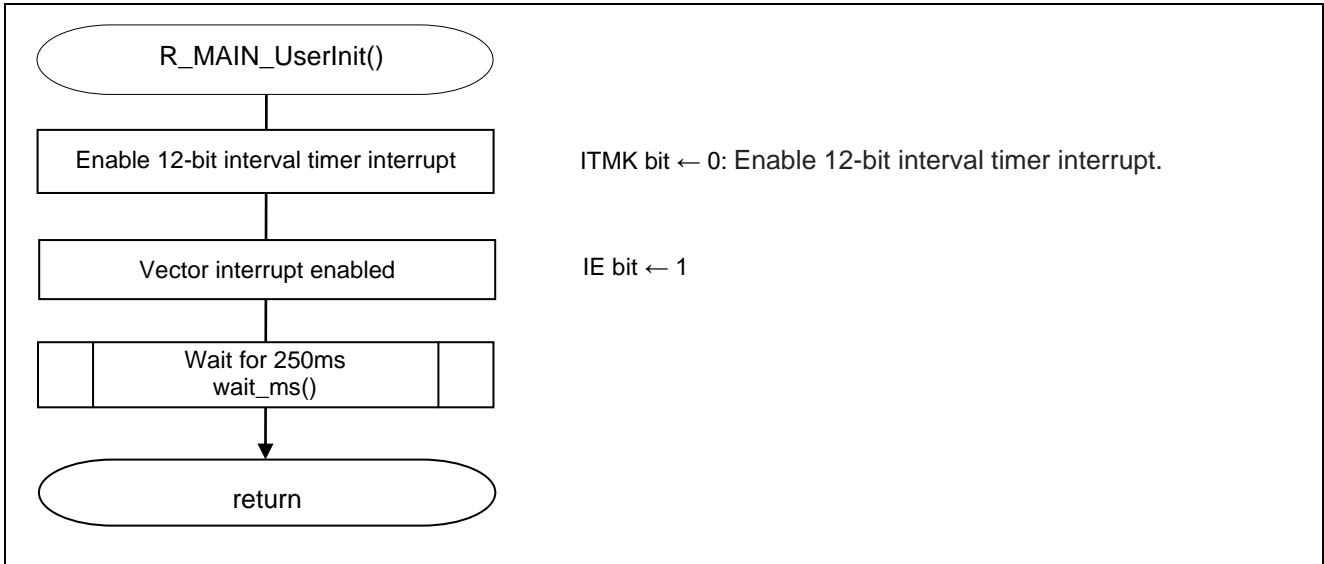 R_MAIN_UserInit()
Enable 12-bit interval timer interrupt
ITMK bit ← 0: Enable 12-bit interval timer interrupt.
Vector interrupt enabled
IE bit ← 1
Wait for 250ms
wait_ms()
return